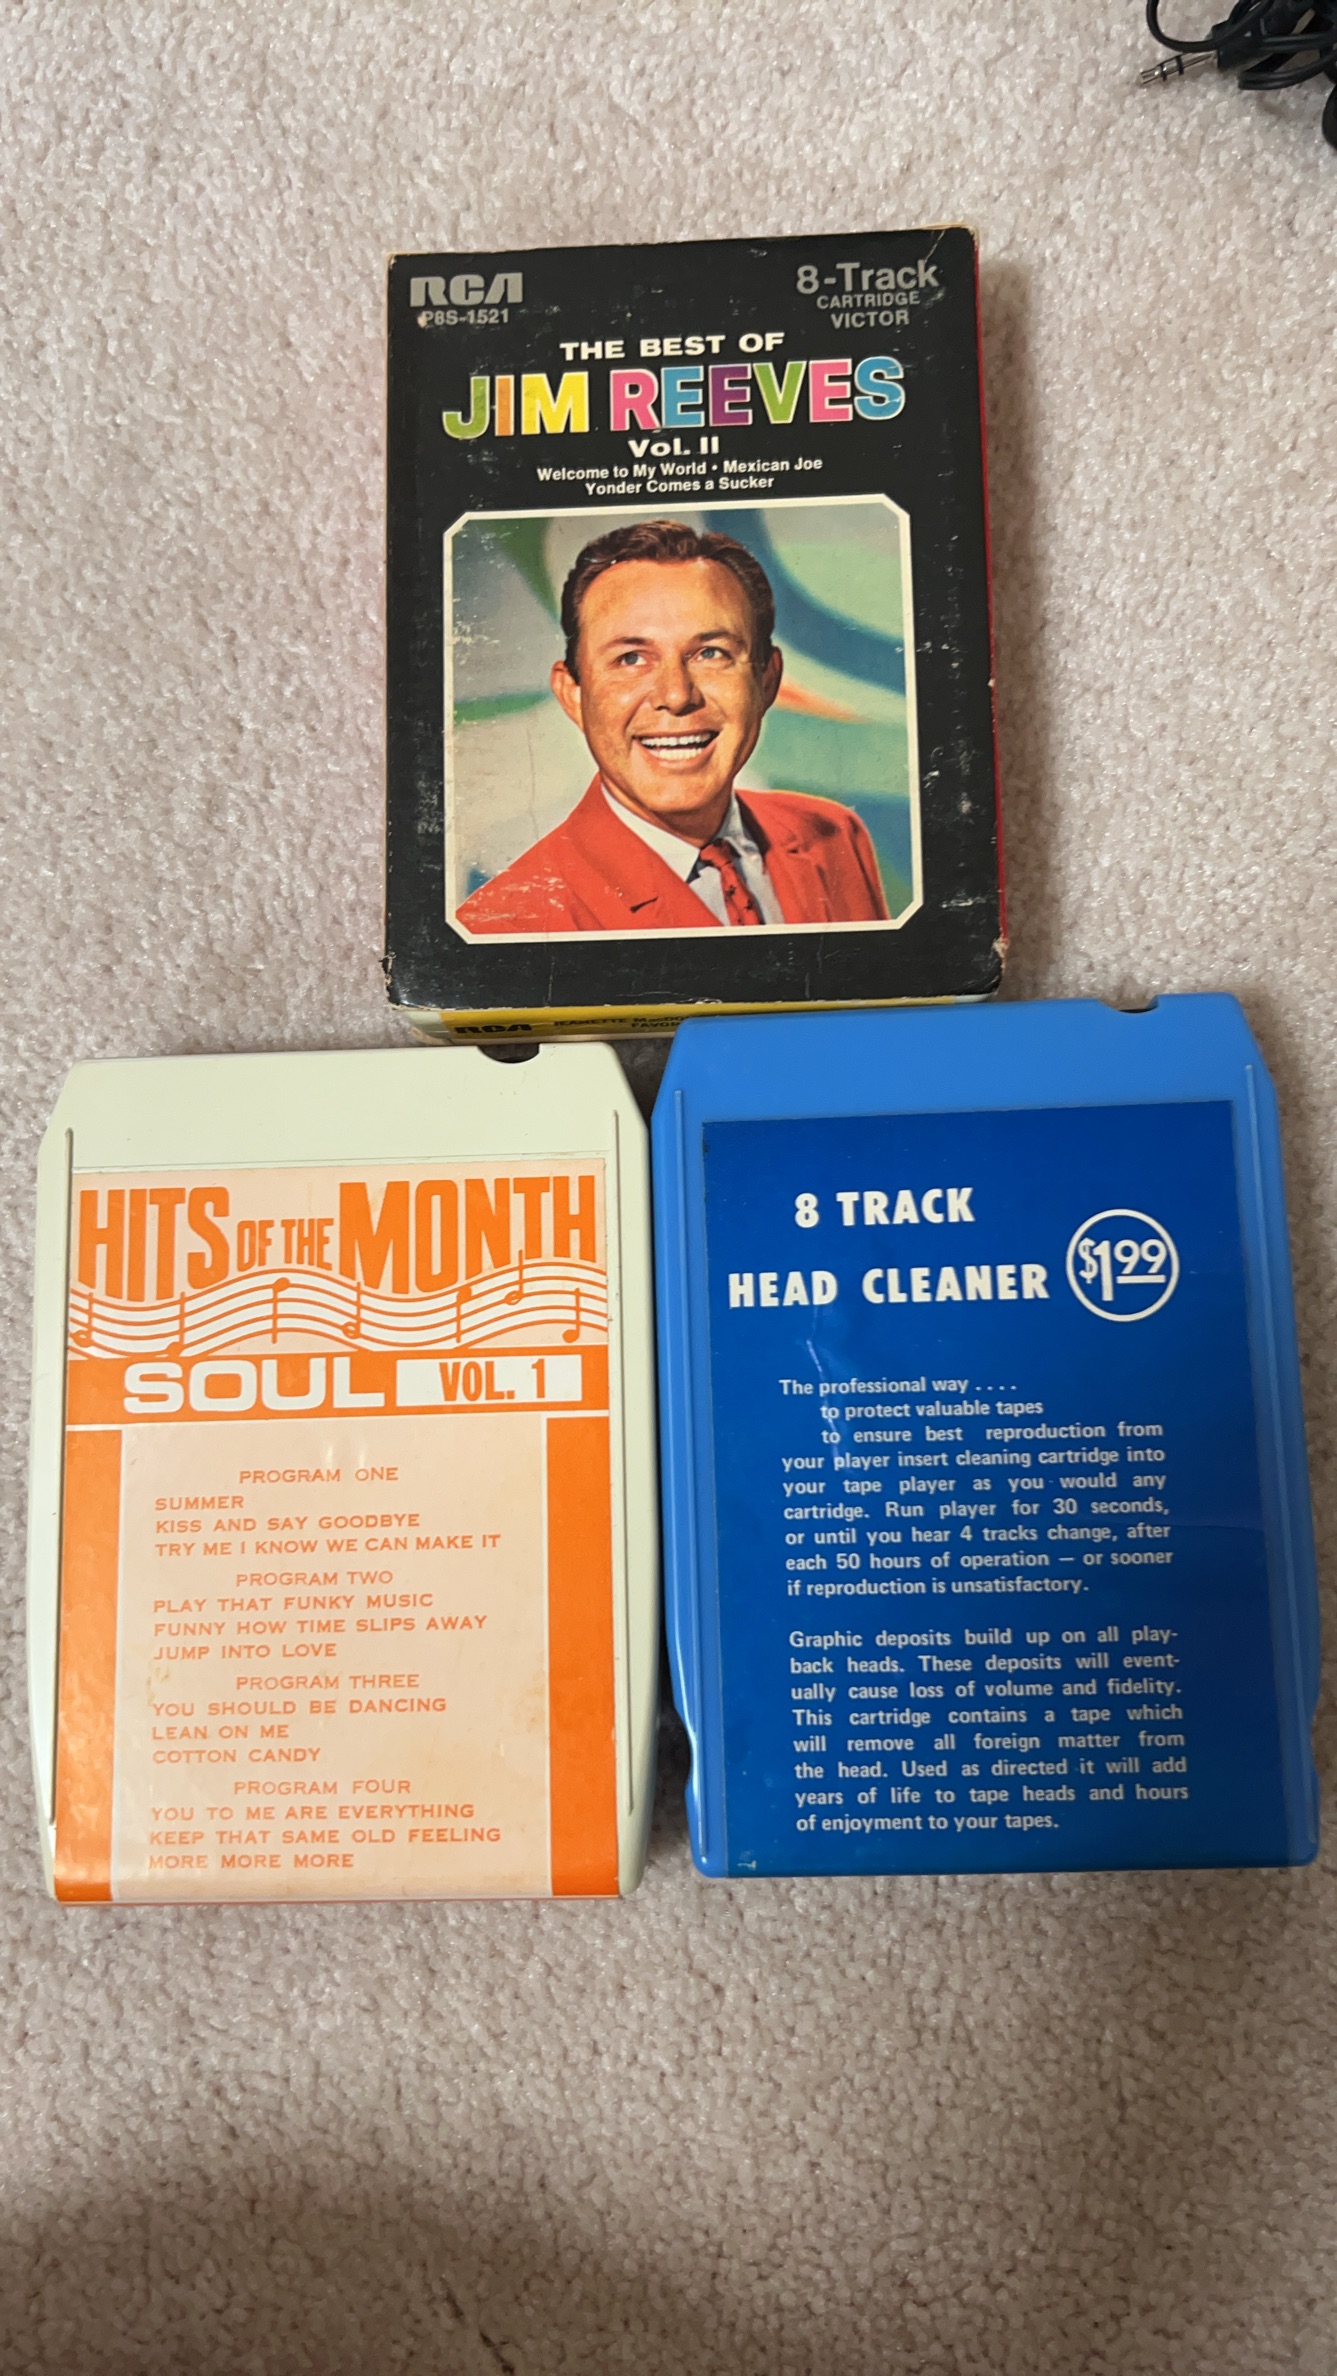 RCA
P8S-1521
8-Track
CARTRIDGE
VICTOR
THE BEST OF
JIM REEVES
Vol. II
Welcome to My World • Mexican Joe
Yonder Comes a Sucker
RCA JEANETTE
HITS OF THE MONTH
SOUL VOL. 1
PROGRAM ONE
SUMMER
KISS AND SAY GOODBYE
TRY ME I KNOW WE CAN MAKE IT
PROGRAM TWO
PLAY THAT FUNKY MUSIC
FUNNY HOW TIME SLIPS AWAY
JUMP INTO LOVE
PROGRAM THREE
YOU SHOULD BE DANCING
LEAN ON ME
COTTON CANDY
PROGRAM FOUR
YOU TO ME ARE EVERYTHING
KEEP THAT SAME OLD FEELING
MORE MORE MORE
8 TRACK
HEAD CLEANER $1.99
The professional way ....
to protect valuable tapes
to ensure best reproduction from
your player insert cleaning cartridge into
your tape player as you would any
cartridge. Run player for 30 seconds,
or until you hear 4 tracks change, after
each 50 hours of operation — or sooner
if reproduction is unsatisfactory.
Graphic deposits build up on all play-
back heads. These deposits will event-
ually cause loss of volume and fidelity.
This cartridge contains a tape which
will remove all foreign matter from
the head. Used as directed it will add
years of life to tape heads and hours
of enjoyment to your tapes.